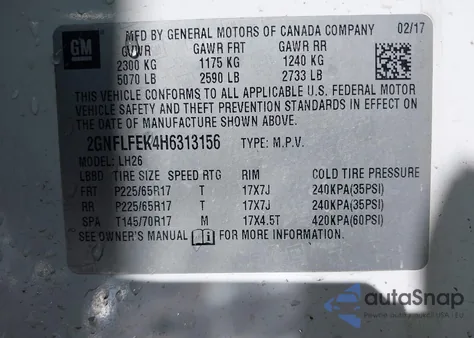 GM
MFD BY GENERAL MOTORS OF CANADA COMPANY 02/17
GVWR GAWR FRT GAWR RR
2300 KG 1175 KG 1240 KG
5070 LB 2590 LB 2733 LB
THIS VEHICLE CONFORMS TO ALL APPLICABLE U.S. FEDERAL MOTOR
VEHICLE SAFETY AND THEFT PREVENTION STANDARDS IN EFFECT ON THE
DATE OF MANUFACTURE SHOWN ABOVE.
2GNFLFEK4H6313156 TYPE: M.P.V.
MODEL: LH26
TIRE SIZE SPEED RTG RIM COLD TIRE PRESSURE
FRT P225/65R17 T 17X7J 240KPA(35PSI)
RR P225/65R17 T 17X7J 240KPA(35PSI)
SPA T145/70R17 M 17X4.5T 420KPA(60PSI)
SEE OWNER'S MANUAL FOR MORE INFORMATION.
autaSnap